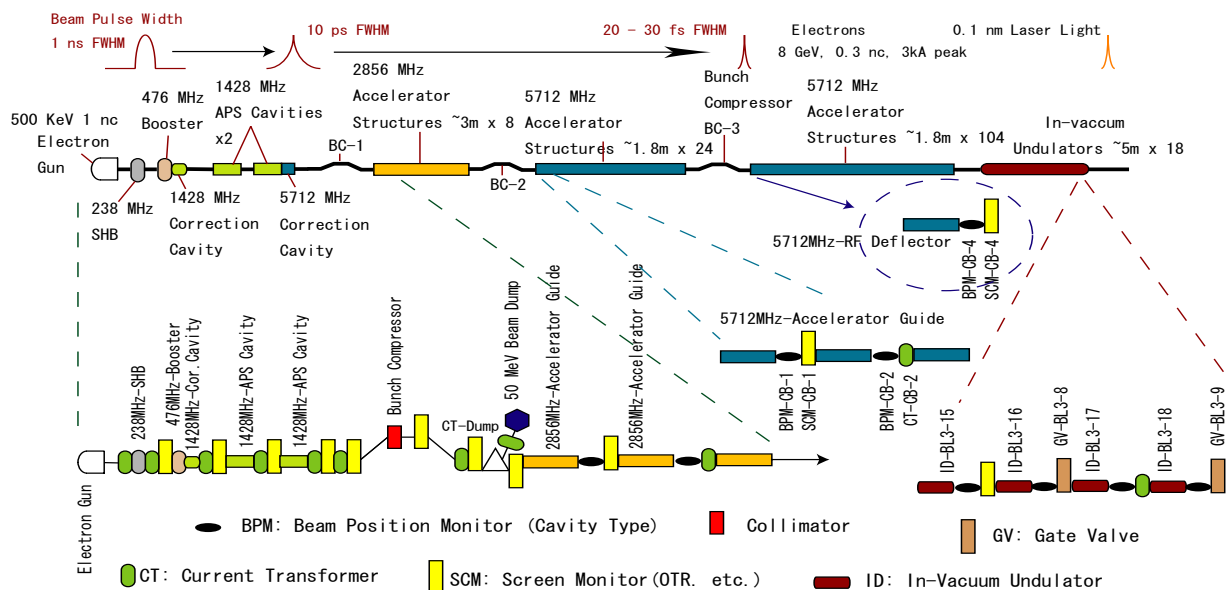 Beam Pulse Width
1 ns FWHM
10 ps FWHM
20 - 30 fs FWHM
Electrons
8 GeV, 0.3 nc, 3kA peak
0.1 nm Laser Light
500 KeV 1 nc
Electron
Gun
476 MHz
Booster
1428 MHz
APS Cavities
x2
BC-1
2856 MHz
Accelerator
Structures ~3m x 8
BC-2
5712 MHz
Accelerator
Structures ~1.8m x 24
Bunch
Compressor
BC-3
5712 MHz
Accelerator
Structures ~1.8m x 104
In-vaccum
Undulators ~5m x 18
238 MHz
SHB
1428 MHz
Correction
Cavity
5712 MHz
Correction
Cavity
5712MHz-RF Deflector
BPM-CB-4
SCM-CB-4
5712MHz-Accelerator Guide
BPM-CB-1
SCM-CB-1
BPM-CB-2
CT-CB-2
Electron Gun
238MHz-SHB
476MHz-Booster
1428MHz-Cor.Cavity
1428MHz-APS Cavity
1428MHz-APS Cavity
Bunch Compressor
CT-Dump
50 MeV Beam Dump
2856MHz-Accelerator Guide
2856MHz-Accelerator Guide
ID-BL3-15
ID-BL3-16
GV-BL3-8
ID-BL3-17
ID-BL3-18
GV-BL3-9
BPM: Beam Position Monitor (Cavity Type)
Collimator
GV: Gate Valve
CT: Current Transformer
SCM: Screen Monitor(OTR. etc.)
ID: In-Vacuum Undulator